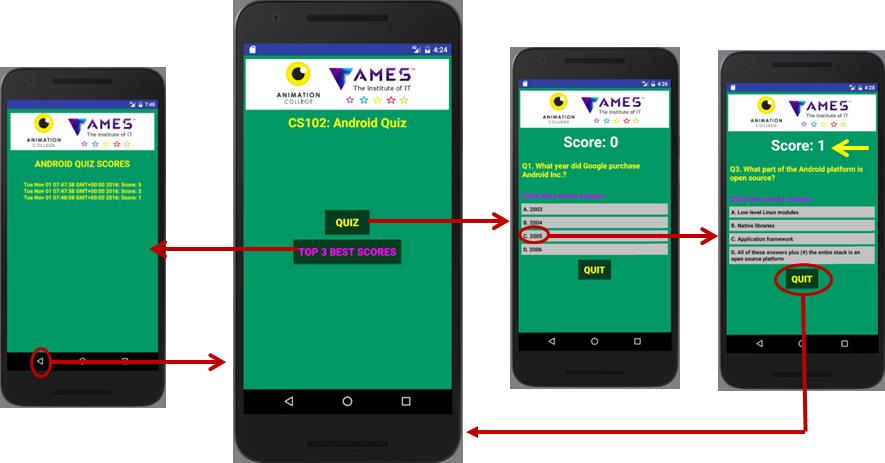 7:48
ANIMATION
COLLEGE
AMES
The Institute of IT
ANDROID QUIZ SCORES
Tue Nov 01 07:47:38 GMT+00:00 2016: Score: 5
Tue Nov 01 07:47:58 GMT+00:00 2016: Score: 3
Tue Nov 01 07:48:08 GMT+00:00 2016: Score: 1
4:24
ANIMATION
COLLEGE
AMES
The Institute of IT
CS102: Android Quiz
QUIZ
TOP 3 BEST SCORES
4:26
ANIMATION
COLLEGE
AMES
The Institute of IT
Score: 0
Q1. What year did Google purchase
Android Inc.?
A. 2003
B. 2004
C. 2005
D. 2006
QUIT
4:28
ANIMATION
COLLEGE
AMES
The Institute of IT
Score: 1
Q3. What part of the Android platform is
open source?
A. Low-level Linux modules
B. Native libraries
C. Application framework
D. All of these answers plus (#) the entire stack is an
open source platform
QUIT